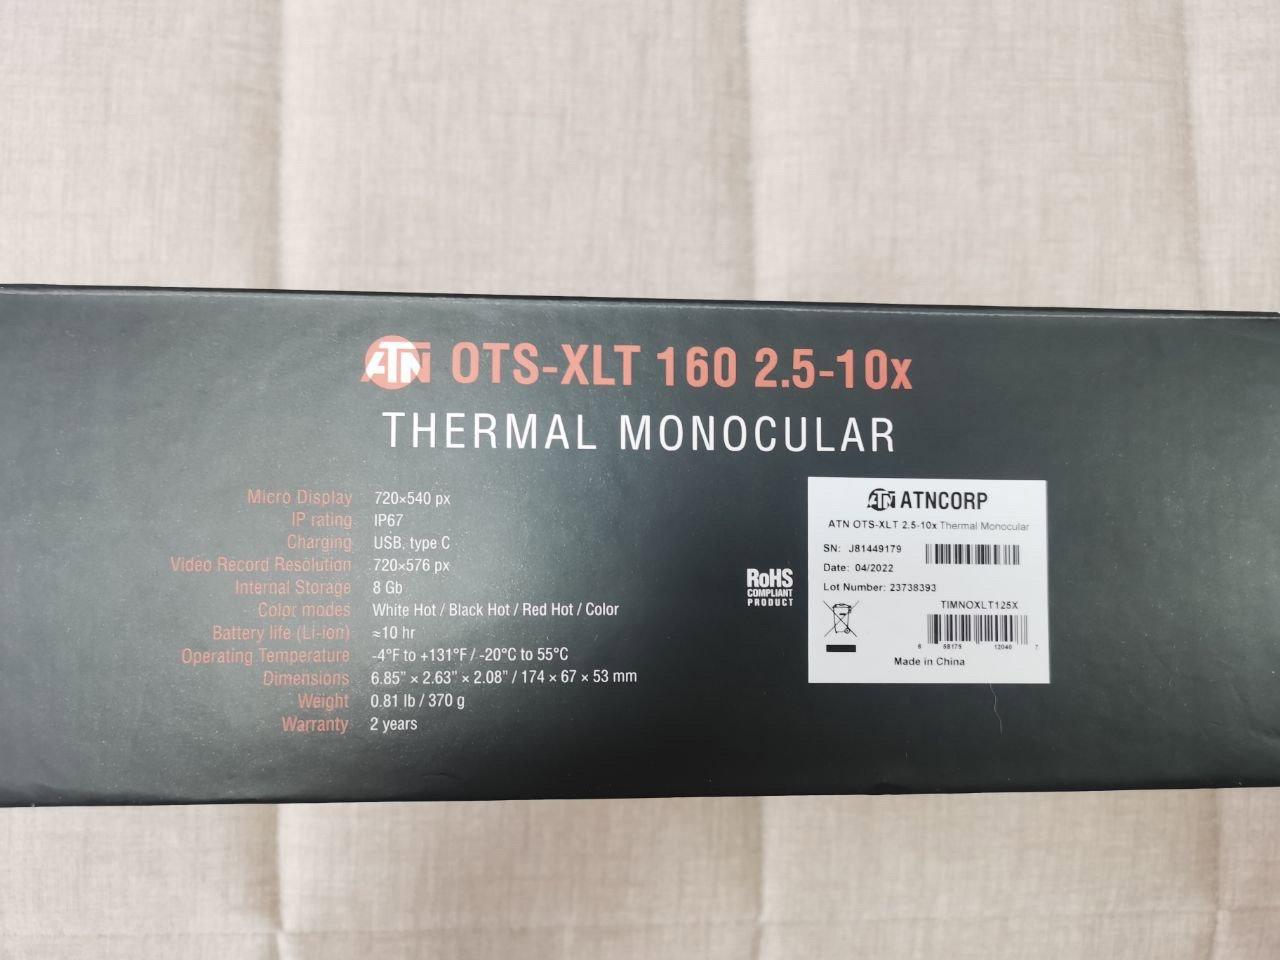 ATN OTS-XLT 160 2.5-10x
THERMAL MONOCULAR
Micro Display 720×540 px
IP rating IP67
Charging USB, type C
Video Record Resolution 720×576 px
Internal Storage 8 Gb
Color modes White Hot / Black Hot / Red Hot / Color
Battery life (Li-ion) ≈10 hr
Operating Temperature -4°F to +131°F / -20°C to 55°C
Dimensions 6.85” × 2.63” × 2.08” / 174 × 67 × 53 mm
Weight 0.81 lb / 370 g
Warranty 2 years
RoHS
COMPLIANT
PRODUCT
ATN ATNCORP
ATN OTS-XLT 2.5-10x Thermal Monocular
SN: J81449179
Date: 04/2022
Lot Number: 23738393
TIMNOXLT125X
6 58175 12040 7
Made in China